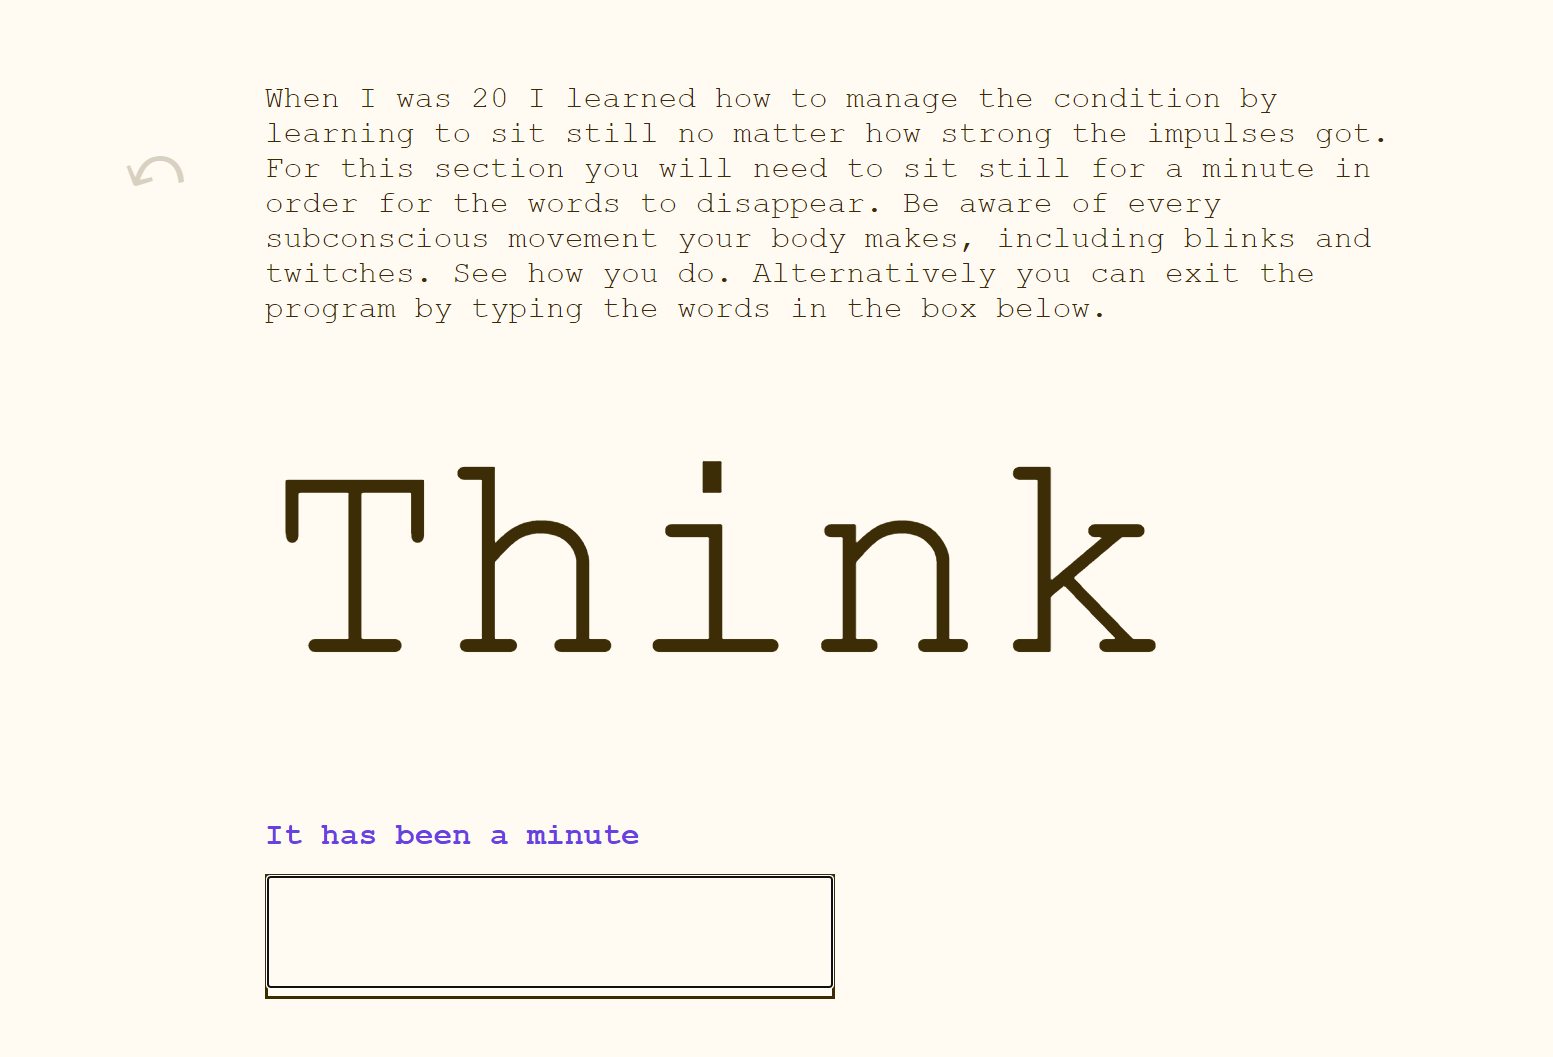 When I was 20 I learned how to manage the condition by
learning to sit still no matter how strong the impulses got.
For this section you will need to sit still for a minute in
order for the words to disappear. Be aware of every
subconscious movement your body makes, including blinks and
twitches. See how you do. Alternatively you can exit the
program by typing the words in the box below.
Think
It has been a minute